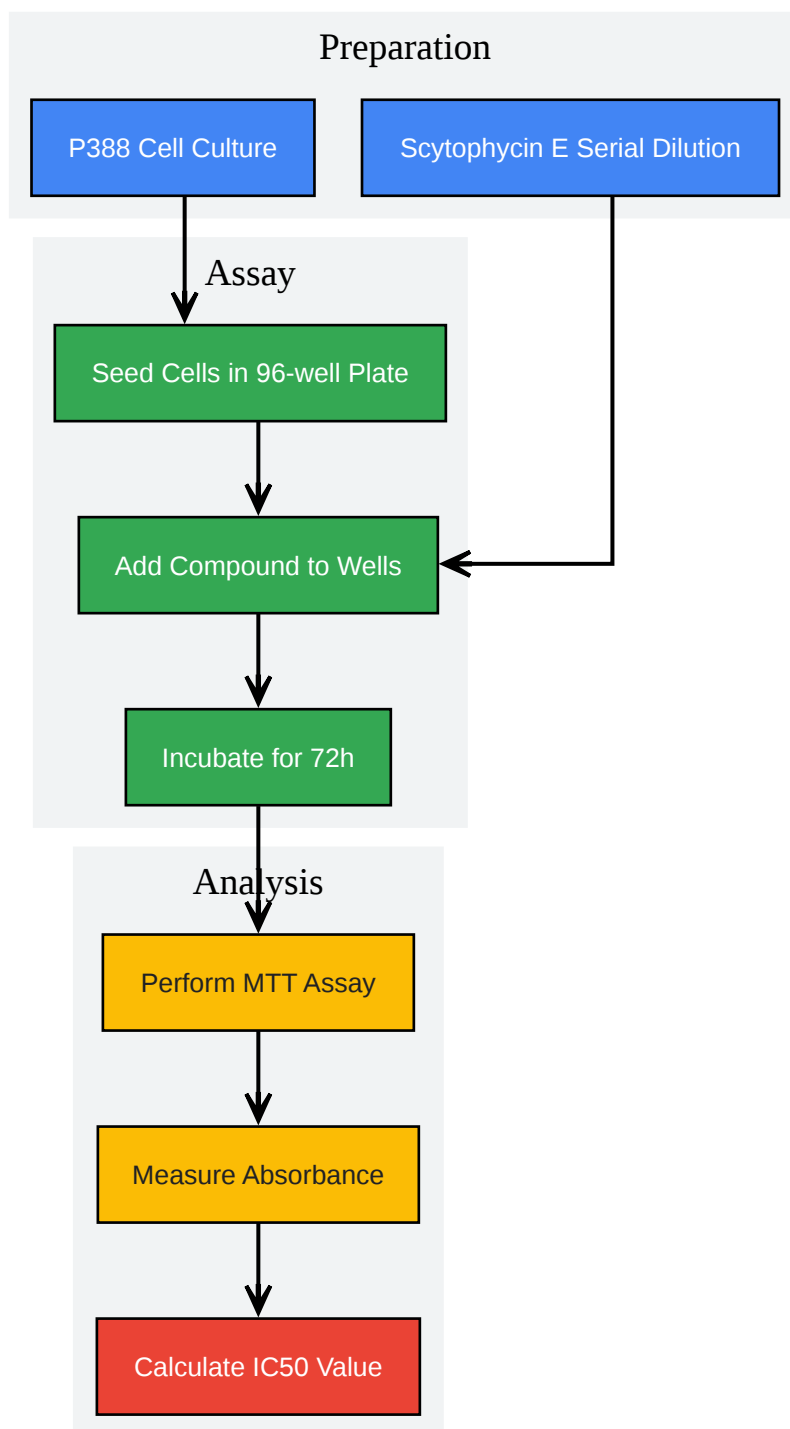 Preparation
P388 Cell Culture
Scytophycin E Serial Dilution
Assay
Seed Cells in 96-well Plate
Add Compound to Wells
Incubate for 72h
Analysis
Perform MTT Assay
Measure Absorbance
Calculate IC50 Value